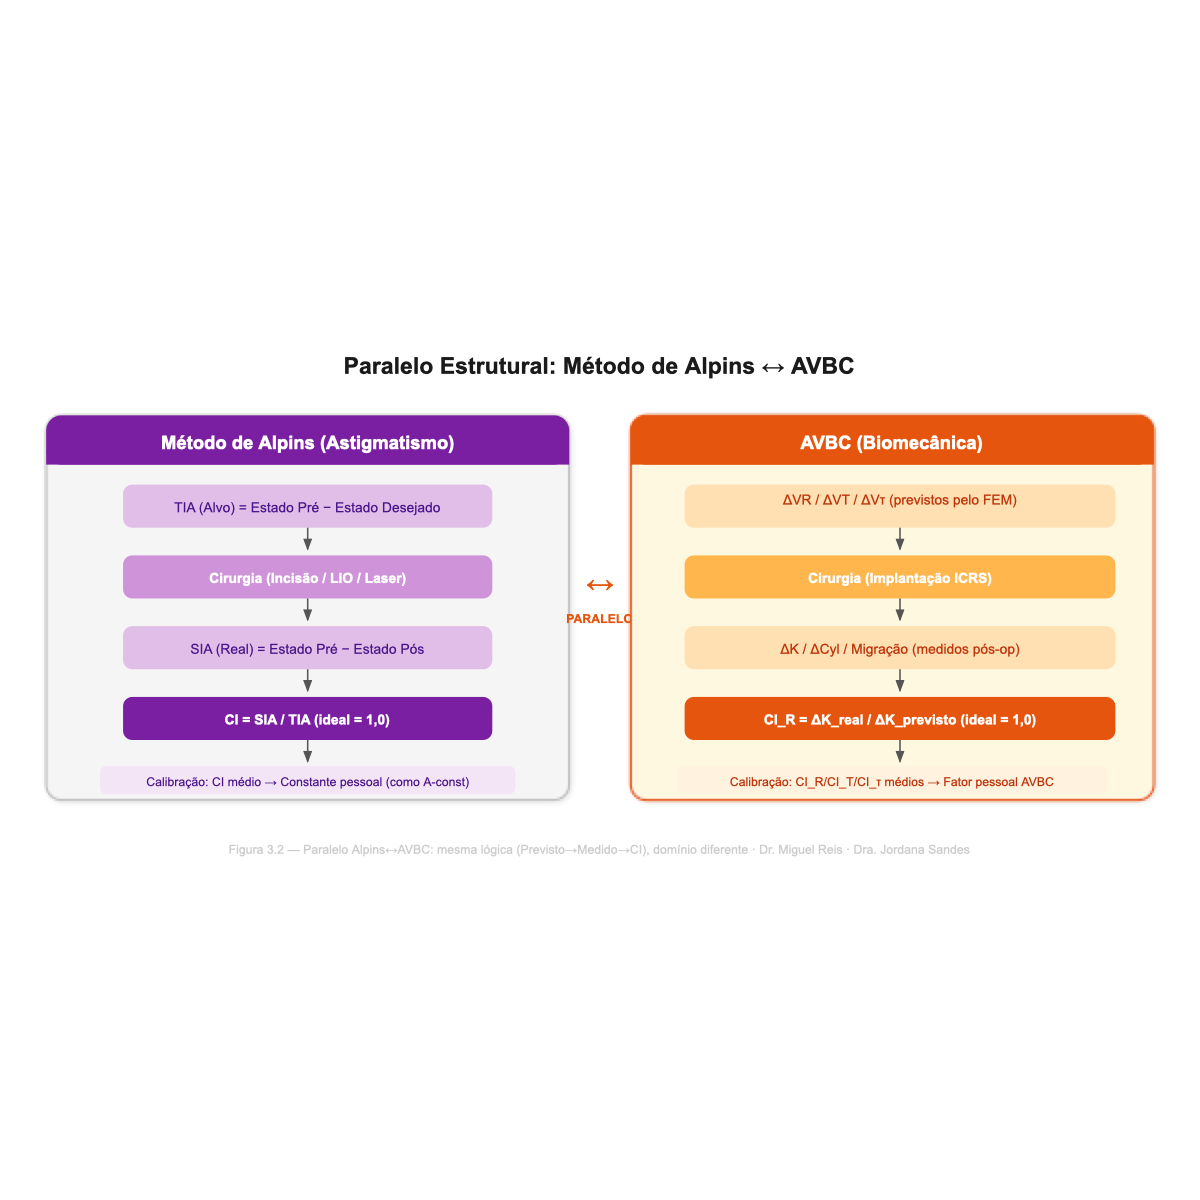 Paralelo Estrutural: Método de Alpins ↔ AVBC
Método de Alpins (Astigmatismo)
TIA (Alvo) = Estado Pré − Estado Desejado
Cirurgia (Incisão / LIO / Laser)
SIA (Real) = Estado Pré − Estado Pós
CI = SIA / TIA (ideal = 1,0)
Calibração: CI médio → Constante pessoal (como A-const)
↔
PARALELO
AVBC (Biomecânica)
ΔVR / ΔVT / ΔVτ (previstos pelo FEM)
Cirurgia (Implantação ICRS)
ΔK / ΔCyl / Migração (medidos pós-op)
CI_R = ΔK_real / ΔK_previsto (ideal = 1,0)
Calibração: CI_R/CI_T/CI_τ médios → Fator pessoal AVBC
Figura 3.2 — Paralelo Alpins↔AVBC: mesma lógica (Previsto→Medido→CI), domínio diferente · Dr. Miguel Reis · Dra. Jordana Sandes